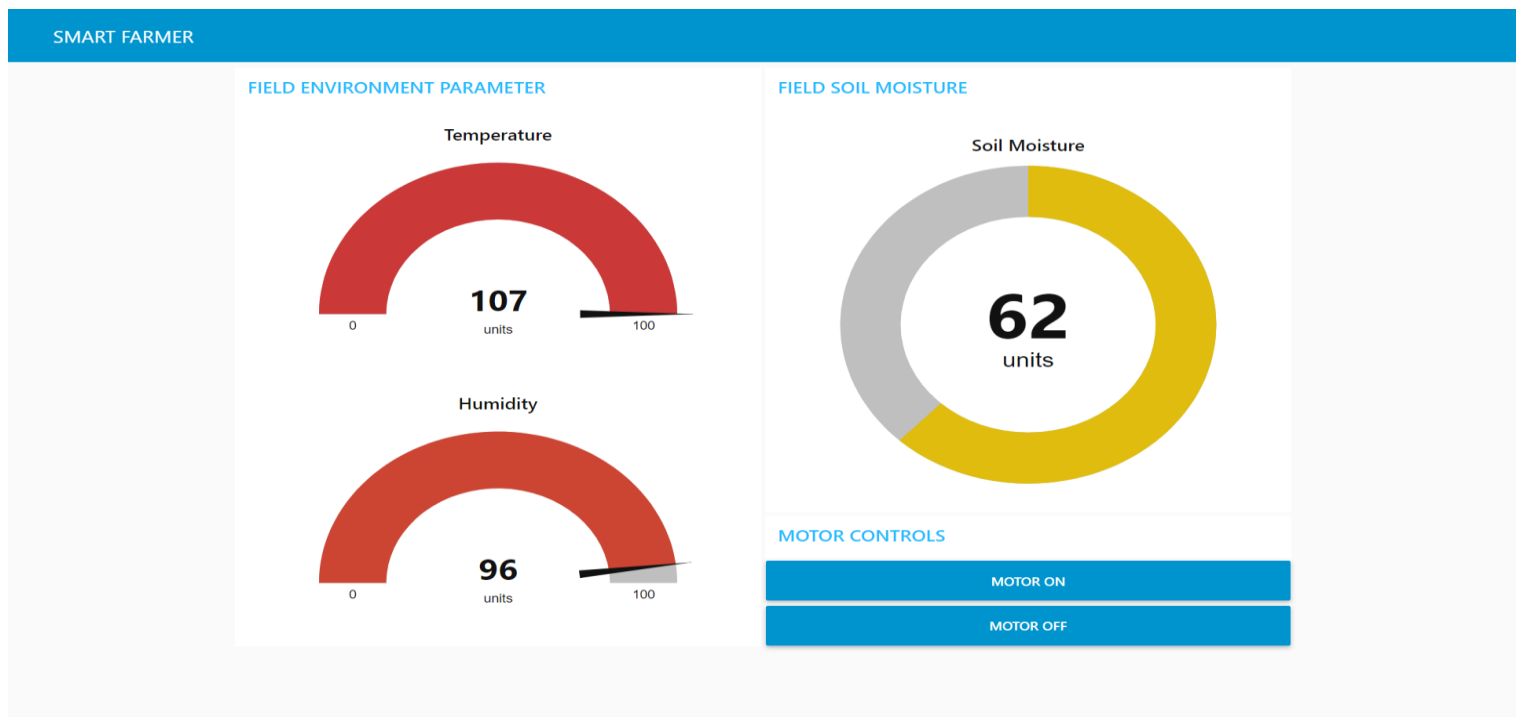 SMART FARMER
FIELD ENVIRONMENT PARAMETER
Temperature
107
units
0
100
Humidity
96
units
0
100
FIELD SOIL MOISTURE
Soil Moisture
62
units
MOTOR CONTROLS
MOTOR ON
MOTOR OFF